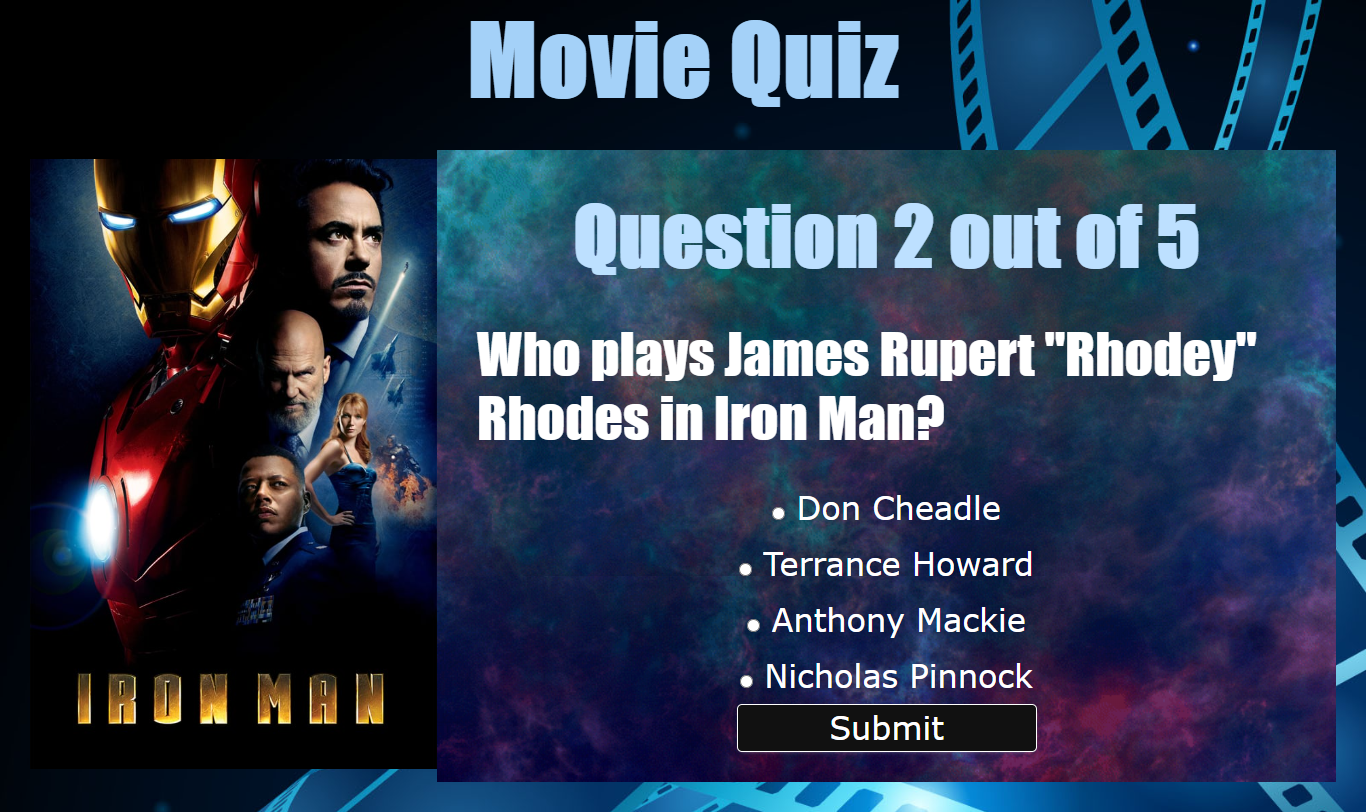 Movie Quiz
Question 2 out of 5
Who plays James Rupert "Rhodey"
Rhodes in Iron Man?
Don Cheadle
Terrance Howard
Anthony Mackie
Nicholas Pinnock
Submit
IRON MAN